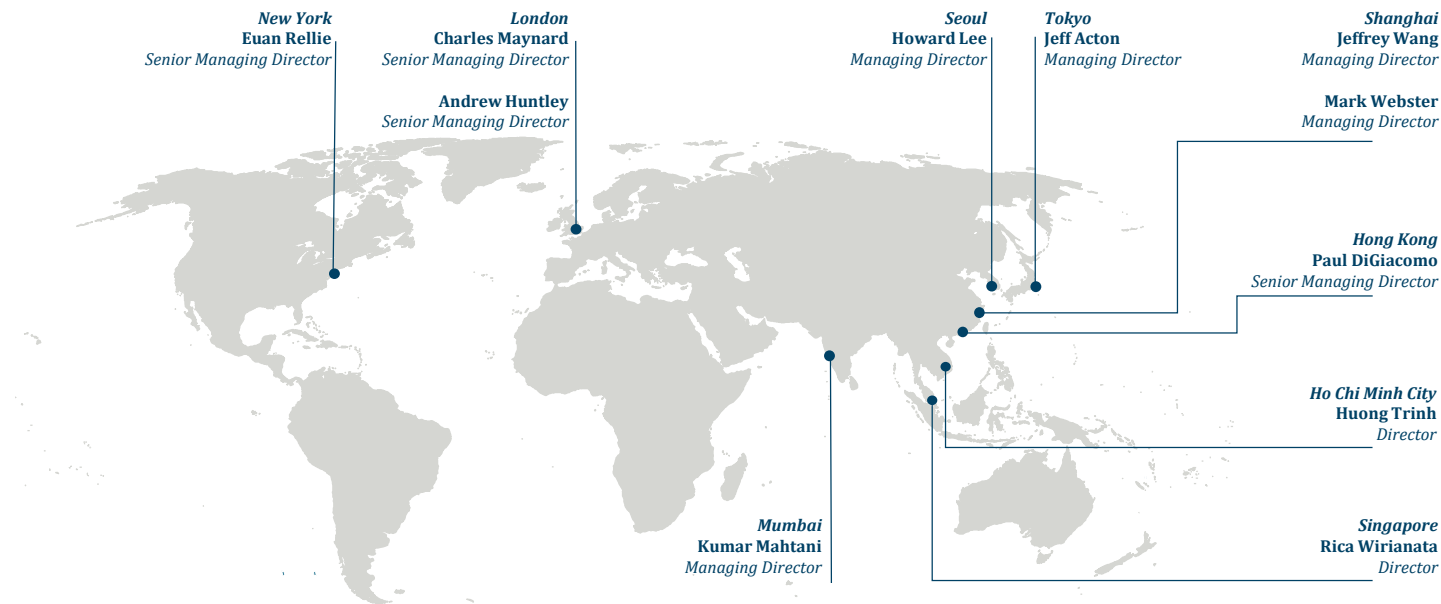 New York
Euan Rellie
Senior Managing Director
London
Charles Maynard
Senior Managing Director
Andrew Huntley
Senior Managing Director
Seoul
Howard Lee
Managing Director
Tokyo
Jeff Acton
Managing Director
Shanghai
Jeffrey Wang
Managing Director
Mark Webster
Managing Director
Hong Kong
Paul DiGiacomo
Senior Managing Director
Ho Chi Minh City
Huong Trinh
Director
Mumbai
Kumar Mahtani
Managing Director
Singapore
Rica Wirianata
Director